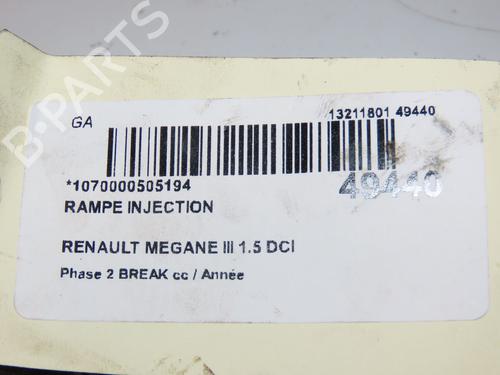 GA
13211801 49440
*1070000505194
49440
RAMPE INJECTION
RENAULT MEGANE III 1.5 DCI
Phase 2 BREAK cc / Année
B-PARTS